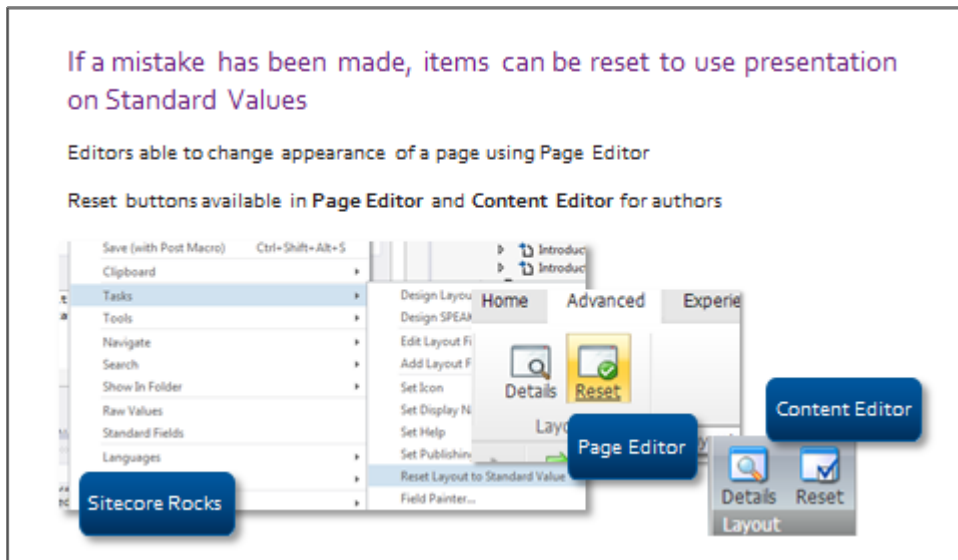 If a mistake has been made, items can be reset to use presentation
on Standard Values
Editors able to change appearance of a page using Page Editor
Reset buttons available in Page Editor and Content Editor for authors
Save (with Post Macro) Ctrl+Shift+Alt+S
Clipboard
Tasks
Tools
Navigate
Search
Show In Folder
Raw Values
Standard Fields
Languages
Sitecore Rocks
Introduc
Introduc
Design Layou
Design SPEAK
Edit Layout Fi
Add Layout F
Set Icon
Set Display N
Set Help
Set Publishing
Reset Layout to Standard Value
Field Painter...
Home Advanced Experie
Details Reset
Layo
Page Editor
Content Editor
Details Reset
Layout